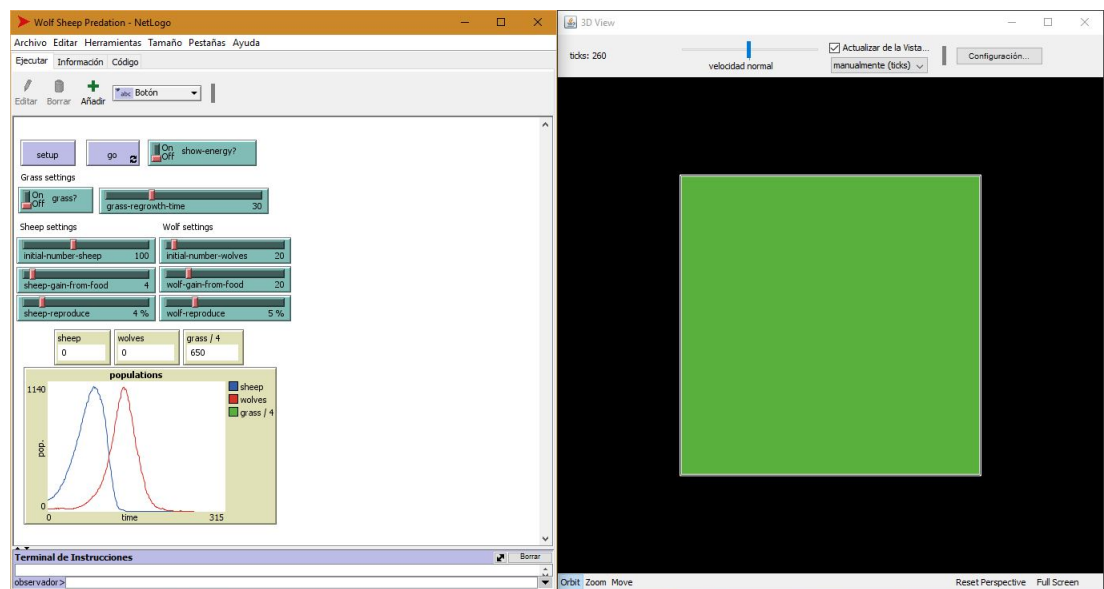 Wolf Sheep Predation - NetLogo
Archivo Editar Herramientas Tamaño Pestañas Ayuda
Ejecutar Información Código
Editar Borrar Añadir abc Botón
setup go On Off show-energy?
Grass settings
On Off grass? grass-regrowth-time 30
Sheep settings Wolf settings
initial-number-sheep 100 initial-number-wolves 20
sheep-gain-from-food 4 wolf-gain-from-food 20
sheep-reproduce 4 % wolf-reproduce 5 %
sheep wolves grass / 4
0 0 650
populations
1140
pop.
0
0 time 315
sheep
wolves
grass / 4
Terminal de Instrucciones Borrar
observador>
3D View
ticks: 260 velocidad normal
Actualizar de la Vista...
manualmente (ticks)
Configuración...
Orbit Zoom Move Reset Perspective Full Screen